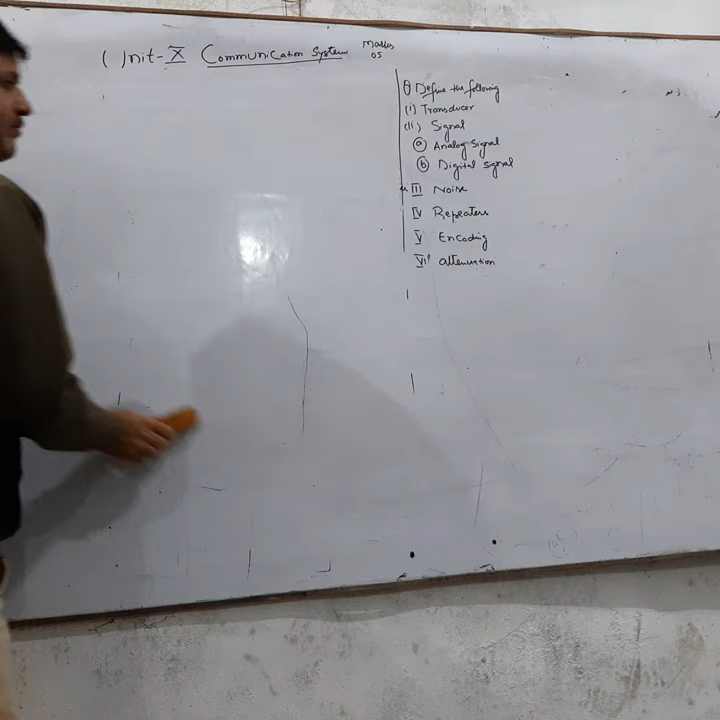 Unit-X Communication System Marks
05
Q Define the following
(i) Transducer
(ii) Signal
(a) Analog Signal
(b) Digital Signal
III Noise
IV Repeaters
V Encoding
VI attenuation